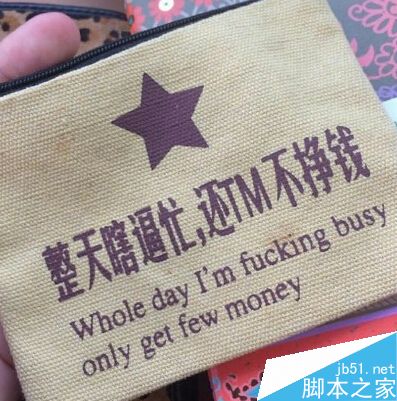 整天瞎逼忙,还TM不挣钱
Whole day I'm fucking busy
only get few money
jb51.net
脚本之家